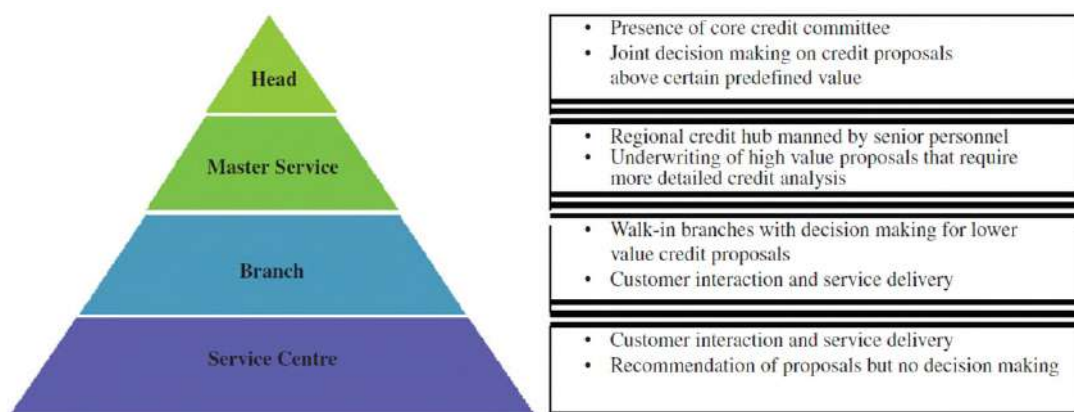 Head
• Presence of core credit committee
• Joint decision making on credit proposals
above certain predefined value
Master Service
• Regional credit hub manned by senior personnel
• Underwriting of high value proposals that require
more detailed credit analysis
Branch
• Walk-in branches with decision making for lower
value credit proposals
• Customer interaction and service delivery
Service Centre
• Customer interaction and service delivery
• Recommendation of proposals but no decision making